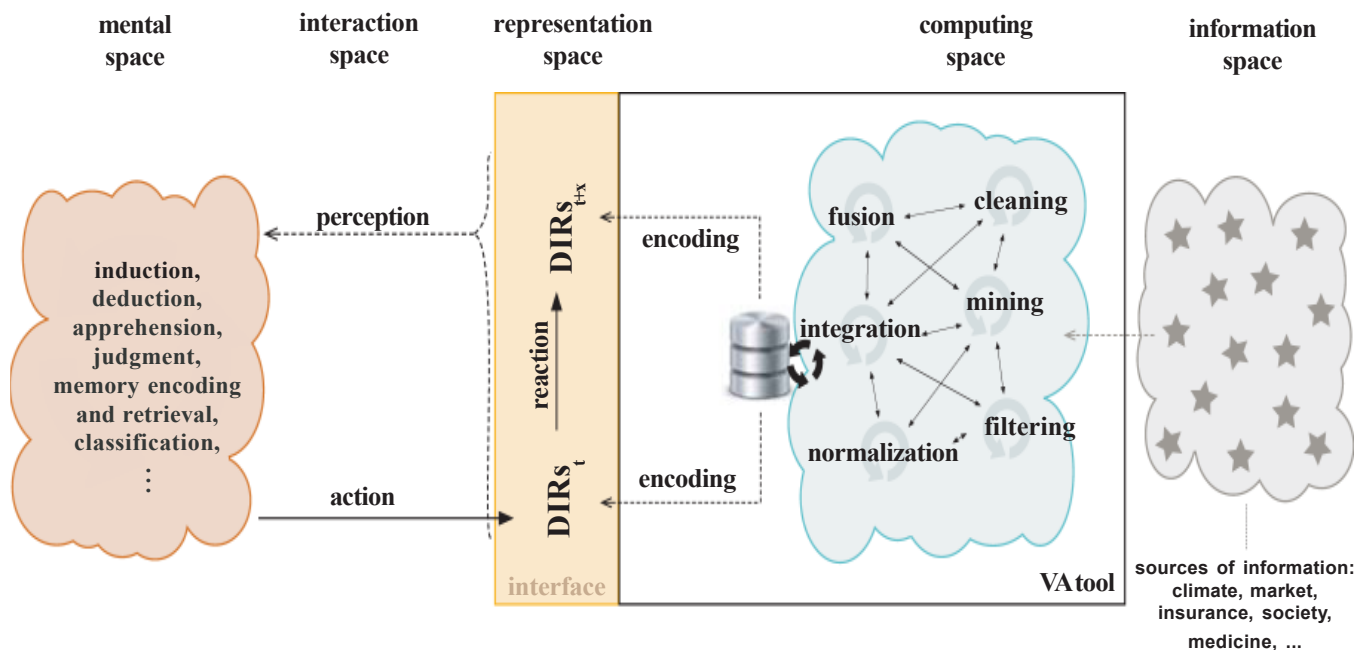 mental
space
interaction
space
representation
space
computing
space
information
space
perception
induction,
deduction,
apprehension,
judgment,
memory encoding
and retrieval,
classification,
⋮
action
DIRs t+x
reaction
DIRs t
interface
encoding
encoding
fusion
cleaning
mining
integration
filtering
normalization
VAtool
sources of information:
climate, market,
insurance, society,
medicine, ...